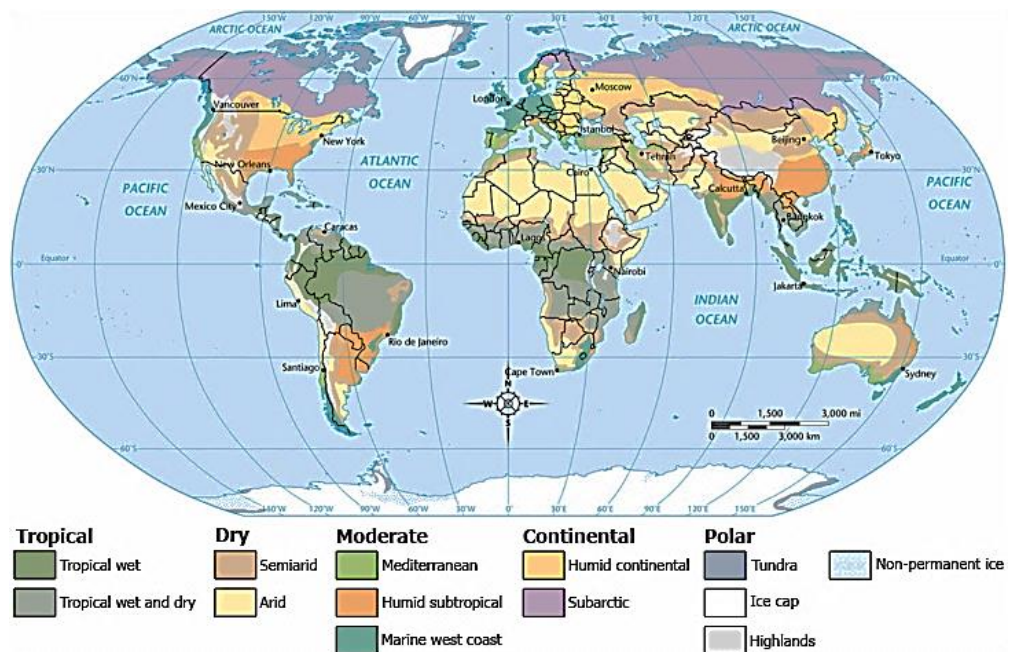 150°W 120°W 90°W 60°W 30°W 0° 30°E 60°E 90°E 120°E 150°E
ARCTIC OCEAN
ARCTIC OCEAN
60°N
60°N
Vancouver
London
Moscow
New York
Istanbul
Beijing
Tokyo
Tehran
ATLANTIC
OCEAN
New Orleans
30°N
30°N
Cairo
PACIFIC
OCEAN
PACIFIC
OCEAN
Calcutta
Mexico City
Bangkok
Caracas
Lagos
Equator 0°
0° Equator
Nairobi
Jakarta
Lima
INDIAN
OCEAN
Rio de Janeiro
30°S
30°S
Santiago
Cape Town
Sydney
N
W E
S
0 1,500 3,000 mi
0 1,500 3,000 km
60°S
60°S
150°W 120°W 90°W 60°W 30°W 0° 30°E 60°E 90°E 120°E 150°E
Tropical Dry Moderate Continental Polar
Tropical wet Semiarid Mediterranean Humid continental Tundra Non-permanent ice
Tropical wet and dry Arid Humid subtropical Subarctic Ice cap
Marine west coast Highlands